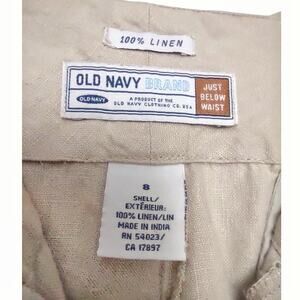 100% LINEN
OLD NAVY BRAND
OLD NAVY
A PRODUCT OF THE
OLD NAVY CLOTHING CO. USA
JUST
BELOW
WAIST
8
SHELL/
EXTÉRIEUR:
100% LINEN/LIN
MADE IN INDIA
RN 54023/
CA 17897